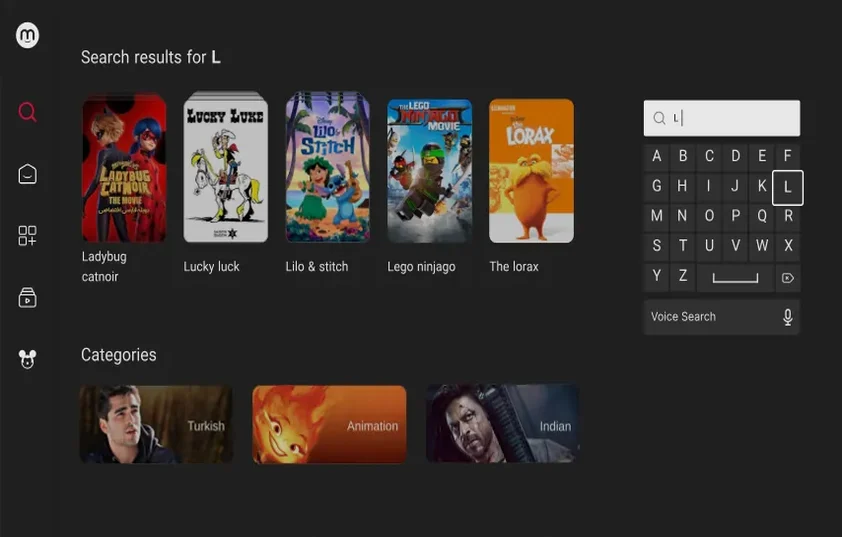 m
Search results for L
LADYBUG
CATNOIR
THE MOVIE
LUCKY LUKE
Disney
LILO &
STITCH
THE LEGO
NINJAGO
MOVIE
THE
LORAX
Ladybug
catnoir
Lucky luck
Lilo & stitch
Lego ninjago
The lorax
L
A B C D E F
G H I J K L
M N O P Q R
S T U V W X
Y Z
Voice Search
Categories
Turkish
Animation
Indian